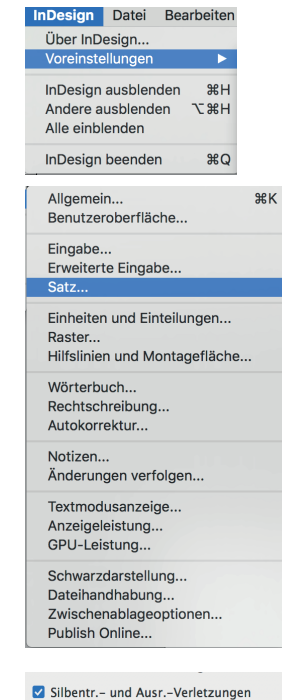 InDesign Datei Bearbeiten
Über InDesign...
Voreinstellungen ▶
InDesign ausblenden ⌘H
Andere ausblenden ⌥⌘H
Alle einblenden
InDesign beenden ⌘Q
Allgemein... ⌘K
Benutzeroberfläche...
Eingabe...
Erweiterte Eingabe...
Satz...
Einheiten und Einteilungen...
Raster...
Hilfslinien und Montagefläche...
Wörterbuch...
Rechtschreibung...
Autokorrektur...
Notizen...
Änderungen verfolgen...
Textmodusanzeige...
Anzeigeleistung...
GPU-Leistung...
Schwarzdarstellung...
Dateihandhabung...
Zwischenablageoptionen...
Publish Online...
Silbentr.- und Ausr.-Verletzungen